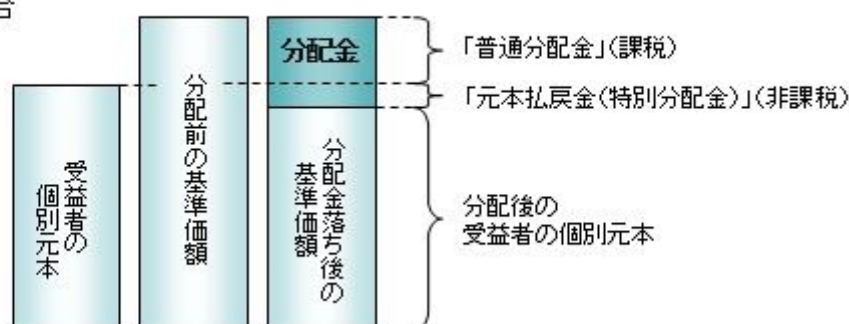 合
受益者の
個別元本
分配前の基準価額
分配金
分配金落ち後の
基準価額
「普通分配金」(課税)
「元本払戻金(特別分配金)」(非課税)
分配後の
受益者の個別元本